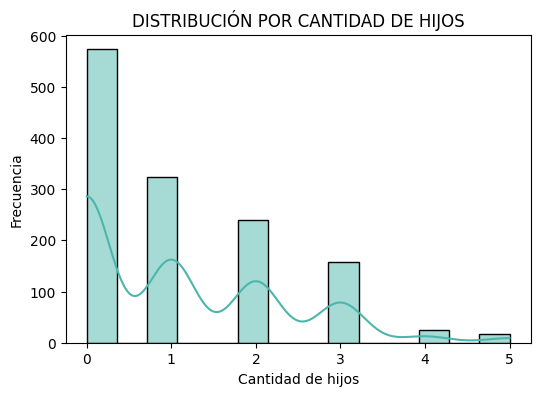 DISTRIBUCIÓN POR CANTIDAD DE HIJOS
600
500
400
300
200
100
0
Frecuencia
0 1 2 3 4 5
Cantidad de hijos